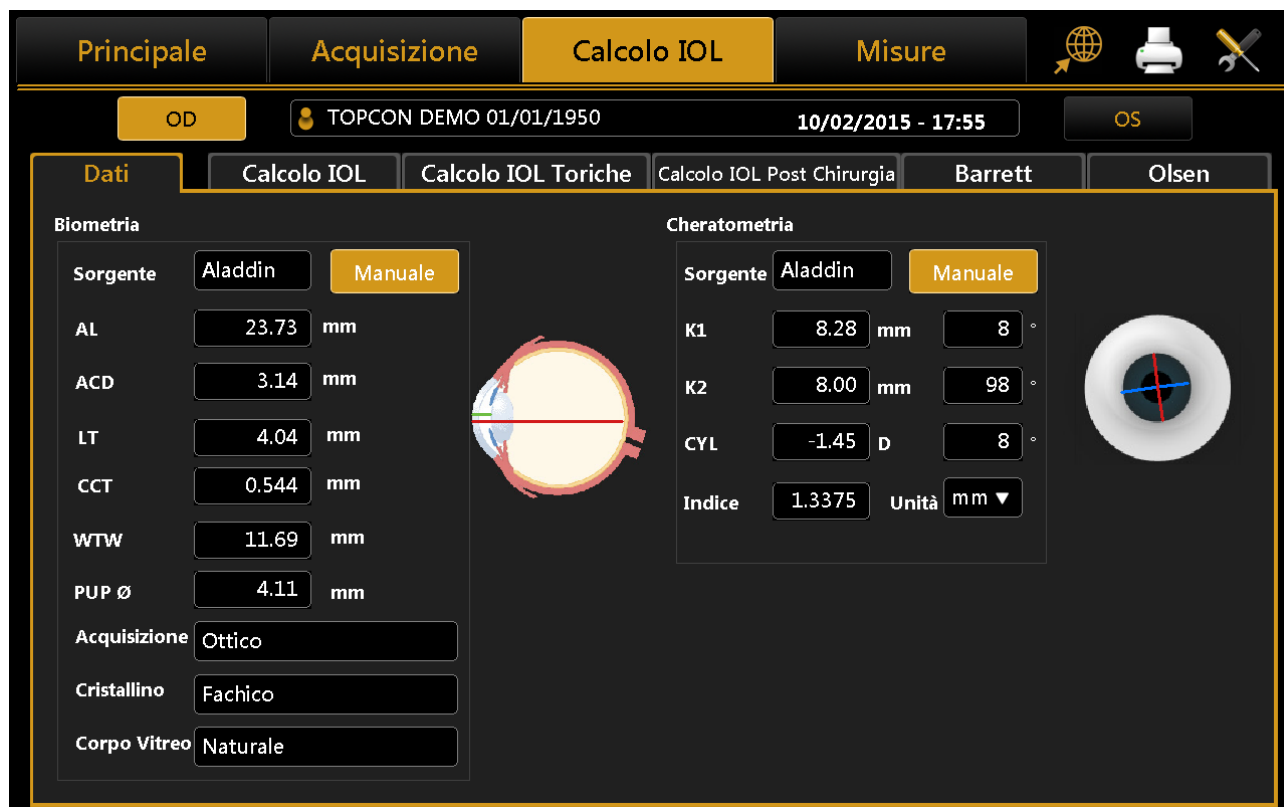 Principale Acquisizione Calcolo IOL Misure
OD TOPCON DEMO 01/01/1950 10/02/2015 - 17:55 OS
Dati Calcolo IOL Calcolo IOL Toriche Calcolo IOL Post Chirurgia Barrett Olsen
Biometria
Sorgente Aladdin Manuale
AL 23.73 mm
ACD 3.14 mm
LT 4.04 mm
CCT 0.544 mm
WTW 11.69 mm
PUP Ø 4.11 mm
Acquisizione Ottico
Cristallino Fachico
Corpo Vitreo Naturale
Cheratometria
Sorgente Aladdin Manuale
K1 8.28 mm 8 °
K2 8.00 mm 98 °
CYL -1.45 D 8 °
Indice 1.3375 Unità mm ▼